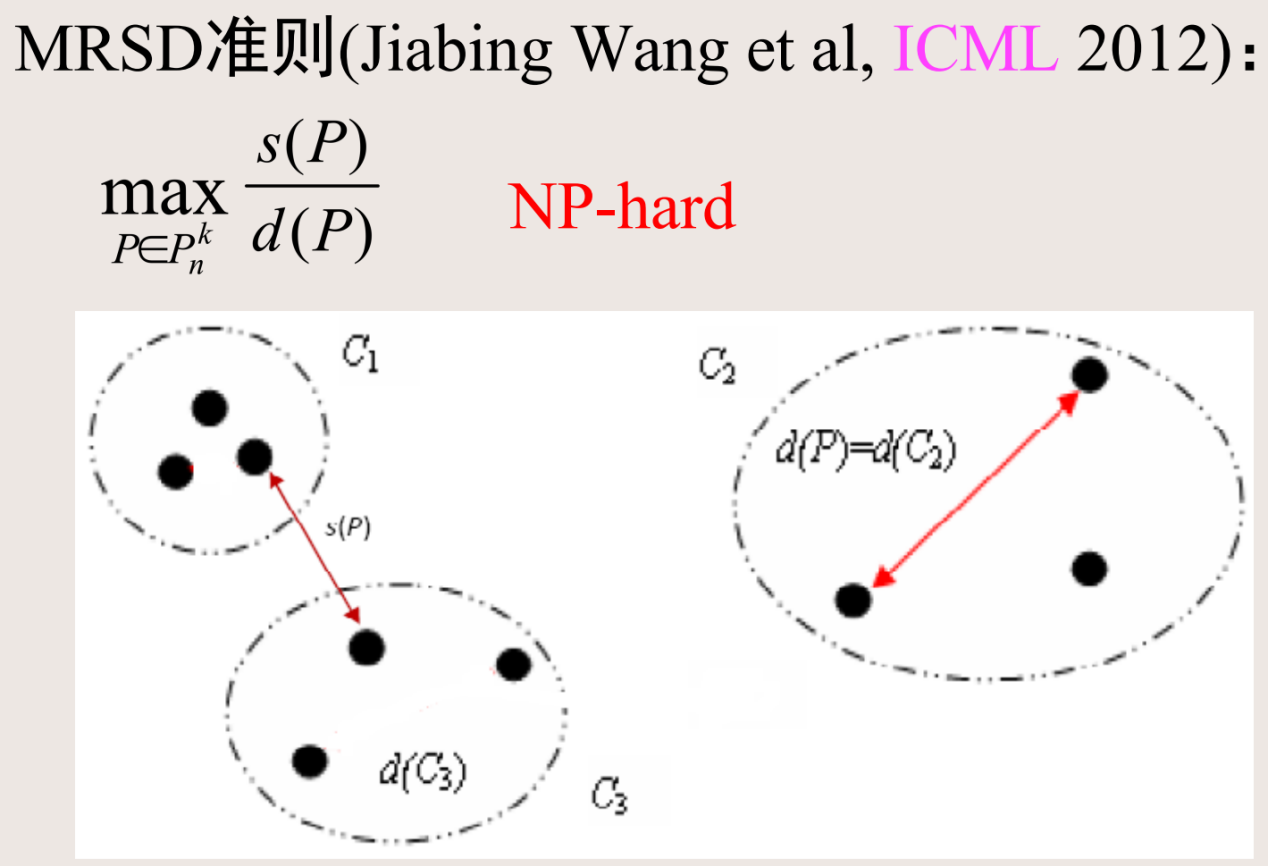 MRSD准则(Jiabing Wang et al, ICML 2012)：
max_{P∈P_n^k} s(P)/d(P) NP-hard
C₁
C₂
d(P)=d(C₂)
s(P)
d(C₃)
C₃